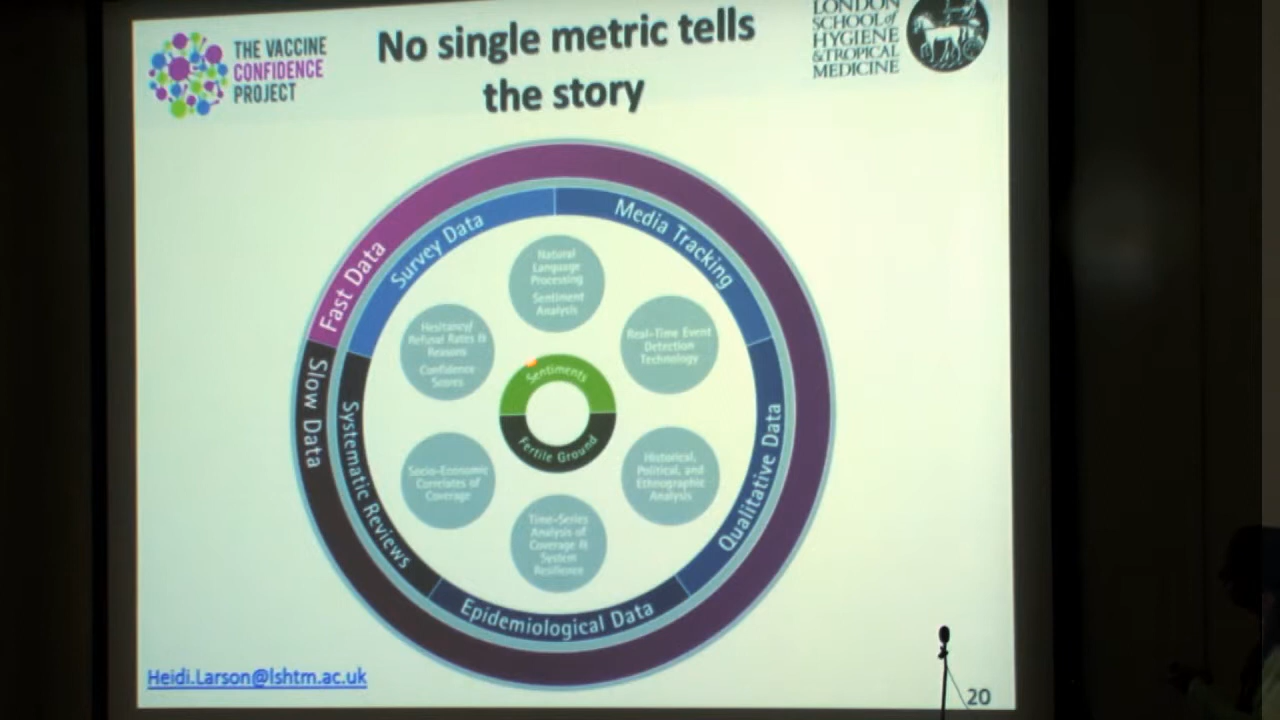 THE VACCINE
CONFIDENCE
PROJECT
No single metric tells
the story
LONDON
SCHOOL of
HYGIENE
& TROPICAL
MEDICINE
Fast Data
Slow Data
Survey Data
Media Tracking
Qualitative Data
Epidemiological Data
Systematic Reviews
Natural
Language
Processing
Sentiment
Analysis
Real-Time Event
Detection
Technology
Historical,
Political, and
Ethnographic
Analysis
Time-Series
Analysis of
Coverage &
System
Resilience
Socio-Economic
Correlates of
Coverage
Hesitancy/
Refusal Rates &
Reasons
Confidence
Scores
Sentiments
Fertile Ground
Heidi.Larson@lshtm.ac.uk
20